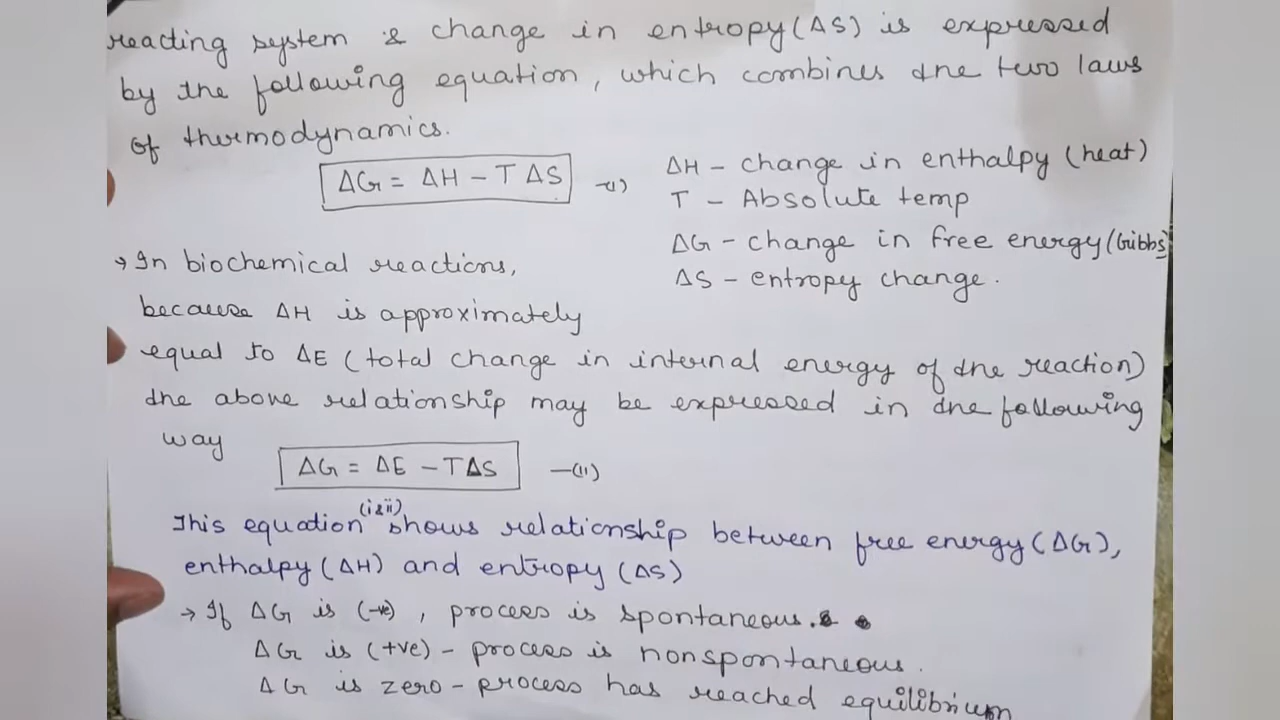 reacting system & change in entropy (ΔS) is expressed
by the following equation, which combines the two laws
of thermodynamics.
ΔG = ΔH - T ΔS -(i)
ΔH - change in enthalpy (heat)
T - Absolute temp
ΔG - change in free energy (Gibbs)
ΔS - entropy change.
→ In biochemical reactions,
because ΔH is approximately
equal to ΔE (total change in internal energy of the reaction)
the above relationship may be expressed in the following
way
ΔG = ΔE - TΔS -(ii)
This equation (i & ii) shows relationship between free energy (ΔG),
enthalpy (ΔH) and entropy (ΔS)
→ If ΔG is (-ve), process is spontaneous.
ΔG is (+ve) - process is nonspontaneous.
ΔG is zero - process has reached equilibrium